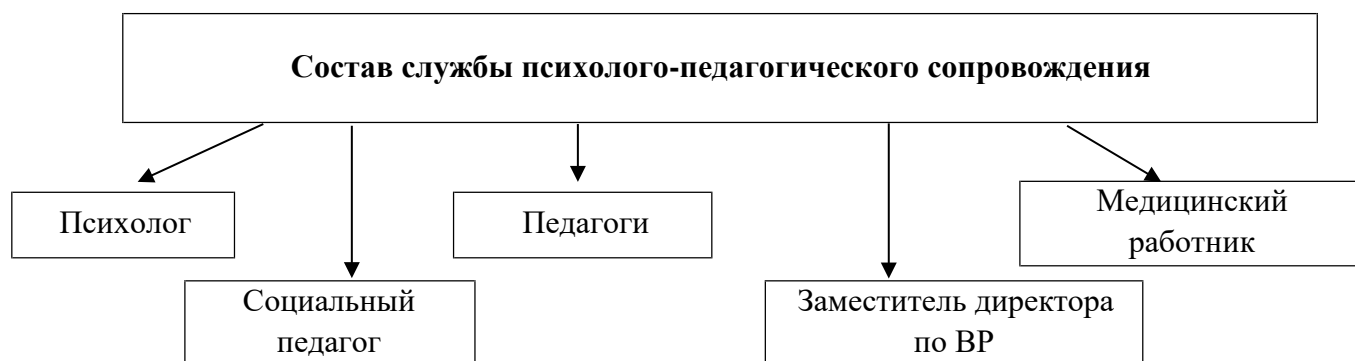 Состав службы психолого-педагогического сопровождения
Психолог
Педагоги
Медицинский
работник
Социальный
педагог
Заместитель директора
по ВР